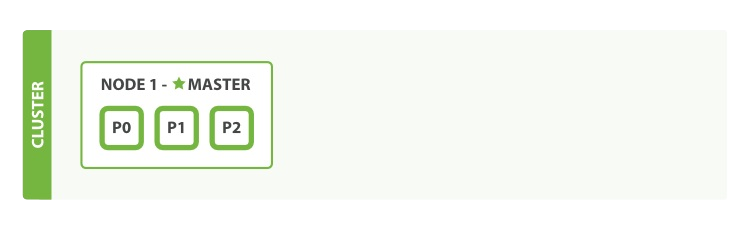 CLUSTER
NODE 1 - ★ MASTER
P0 P1 P2